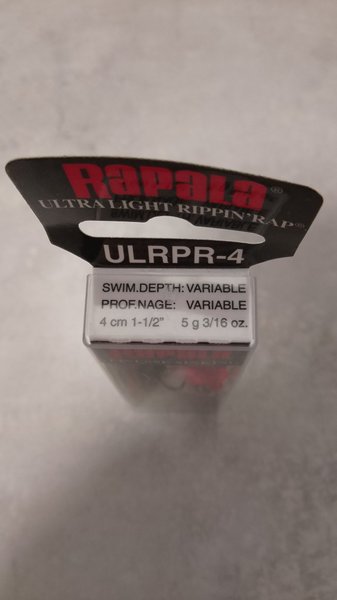 Rapala®
ULTRA LIGHT RIPPIN' RAP®
ULRPR-4
SWIM.DEPTH: VARIABLE
PROF.NAGE: VARIABLE
4 cm 1-1/2" 5 g 3/16 oz.